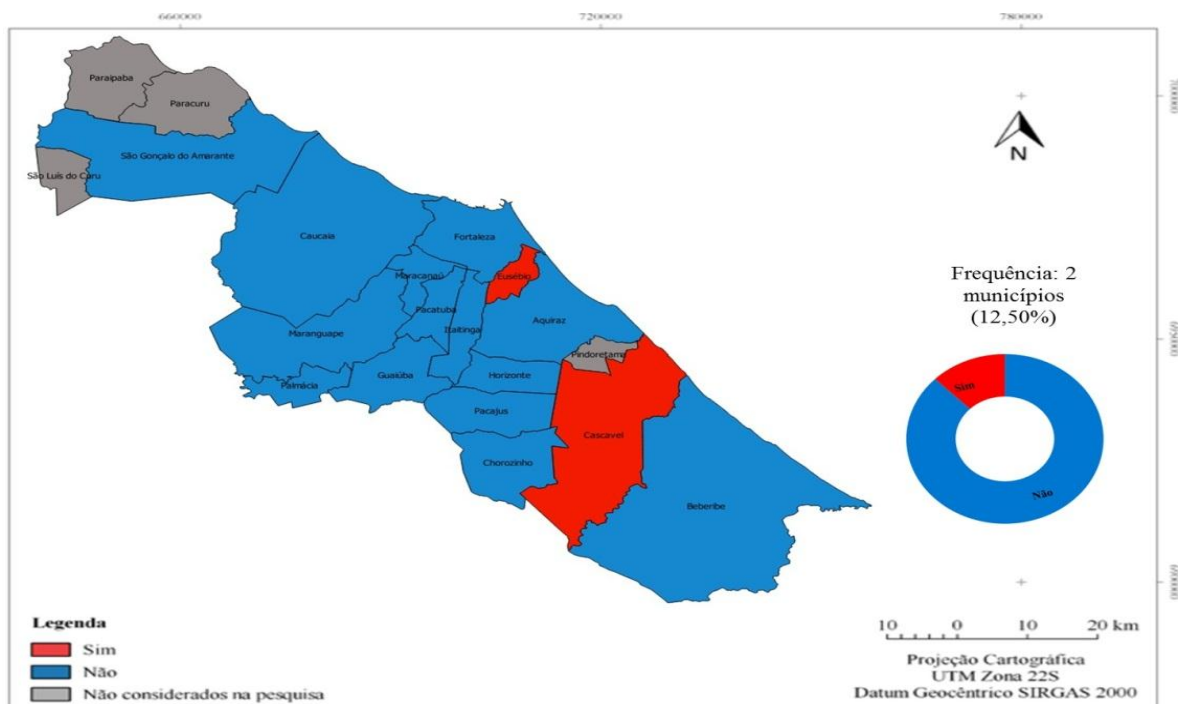 660000
720000
780000
Paraipaba
Paracuru
São Gonçalo do Amarante
São Luís do Curu
Caucaia
Fortaleza
Eusébio
Maracanaú
Pacatuba
Itaitinga
Aquiraz
Maranguape
Pindoretama
Guaiúba
Horizonte
Palmácia
Pacajus
Cascavel
Chorozinho
Beberibe
N
Frequência: 2
municípios
(12,50%)
Sim
Não
Legenda
Sim
Não
Não considerados na pesquisa
10 0 10 20 km
Projeção Cartográfica
UTM Zona 22S
Datum Geocêntrico SIRGAS 2000